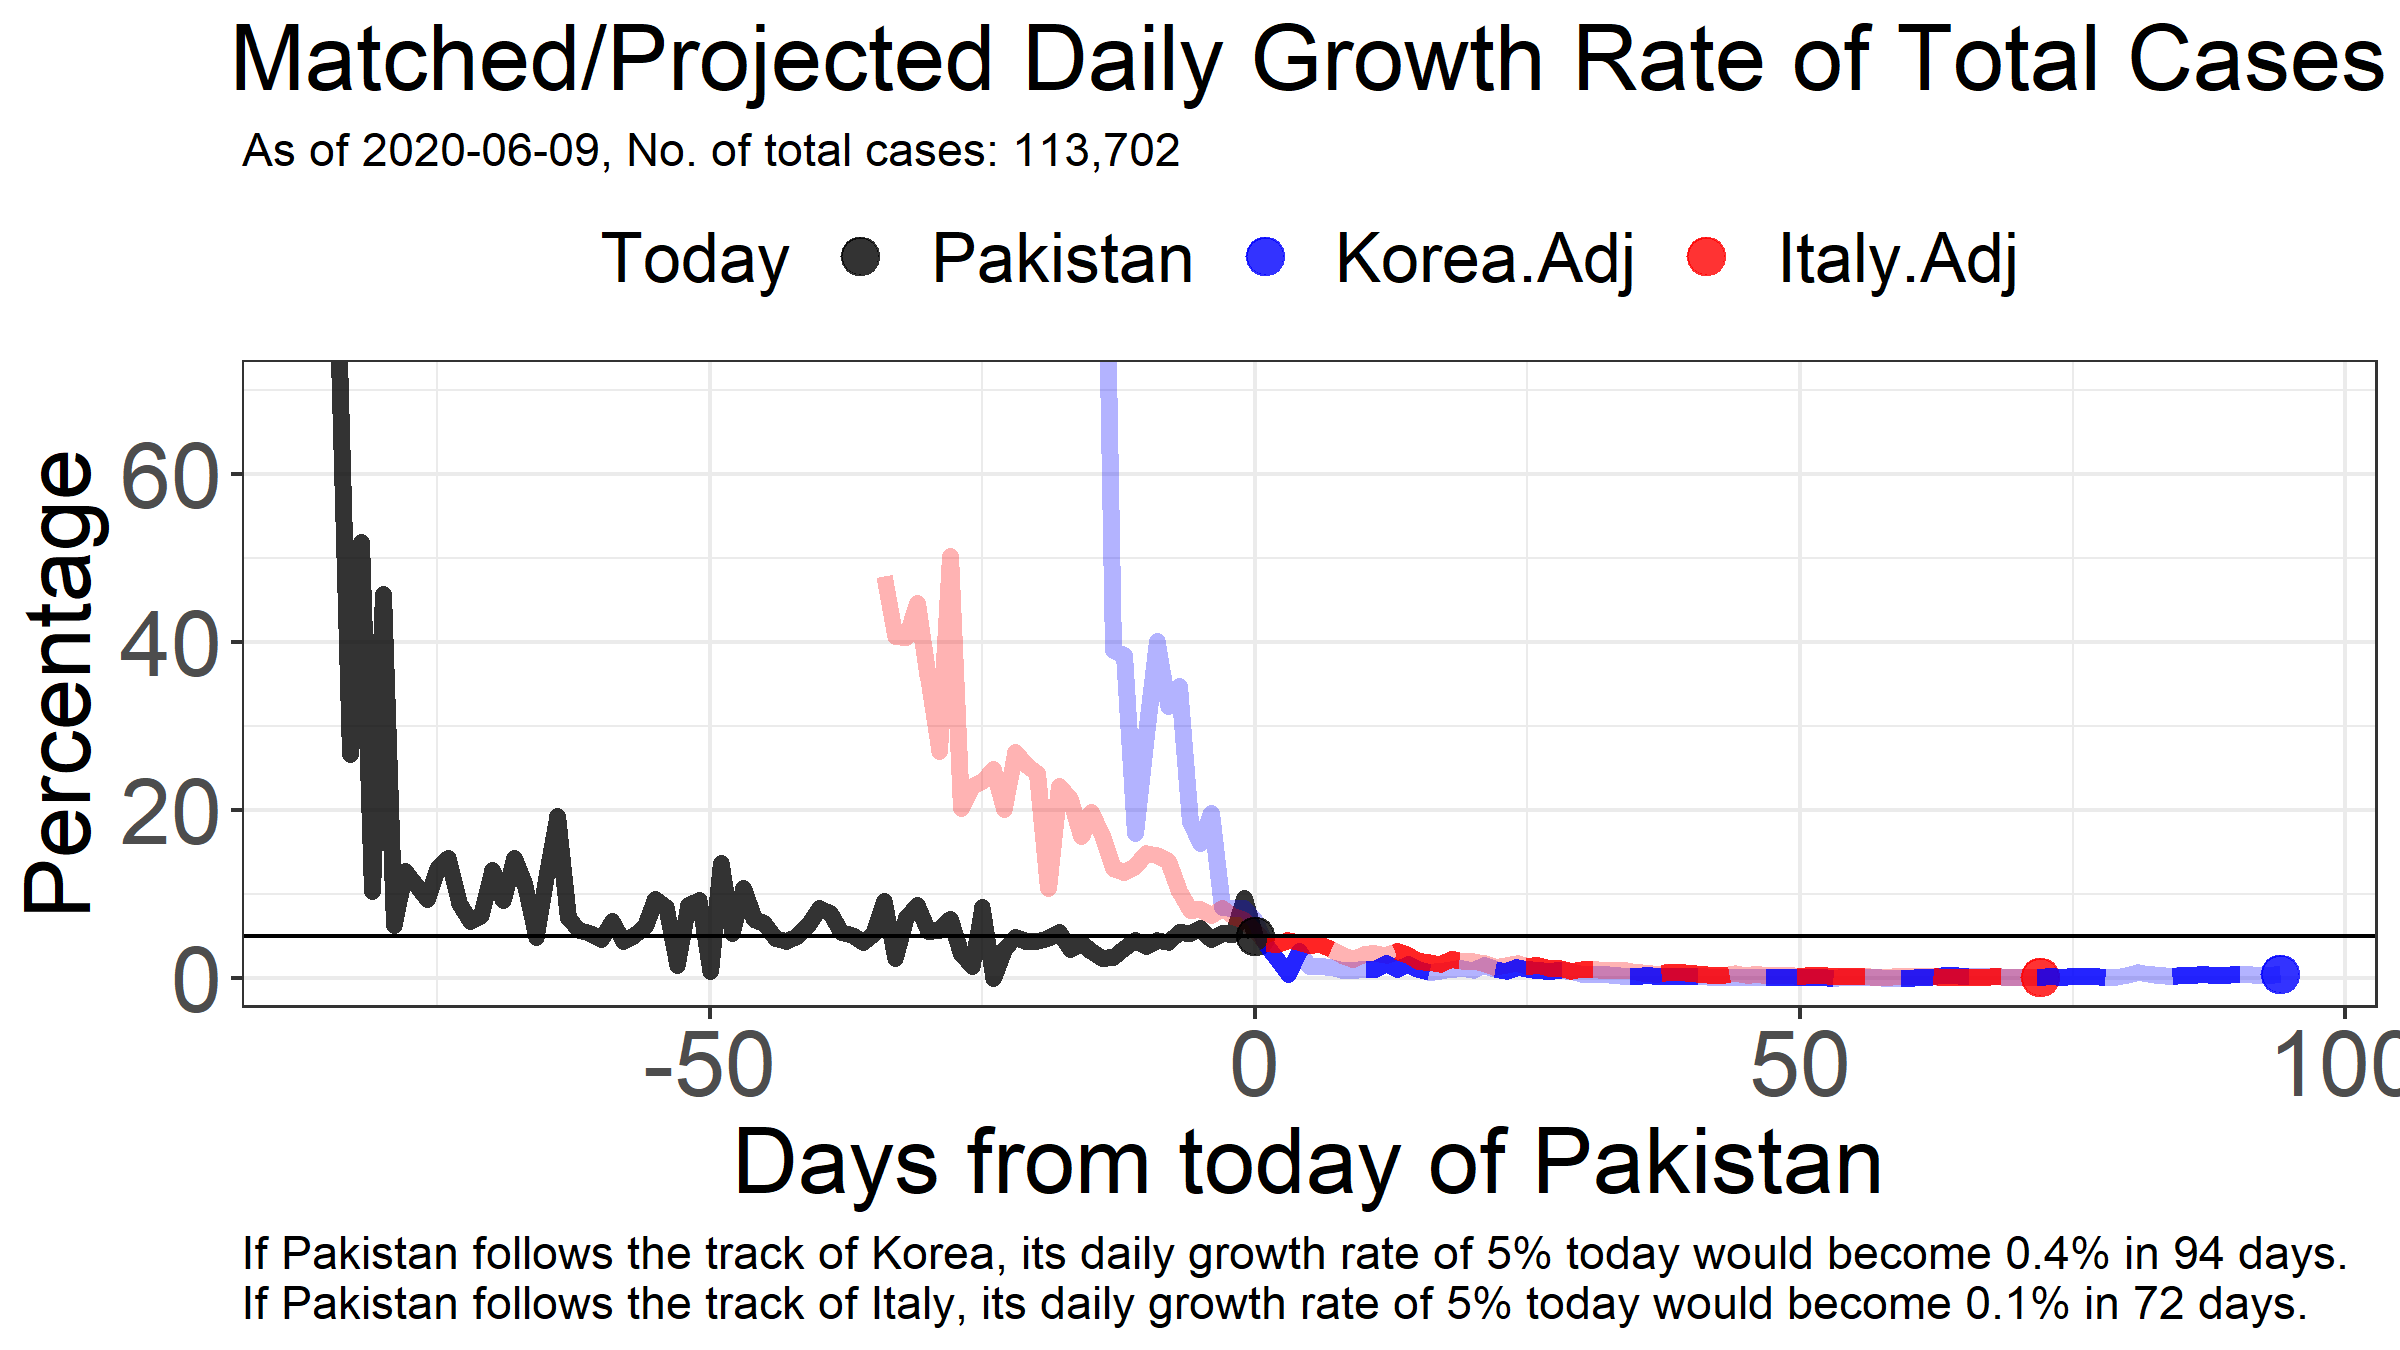 Matched/Projected Daily Growth Rate of Total Cases
As of 2020-06-09, No. of total cases: 113,702
Today Pakistan Korea.Adj Italy.Adj
Percentage
60
40
20
0
-50 0 50 100
Days from today of Pakistan
If Pakistan follows the track of Korea, its daily growth rate of 5% today would become 0.4% in 94 days.
If Pakistan follows the track of Italy, its daily growth rate of 5% today would become 0.1% in 72 days.